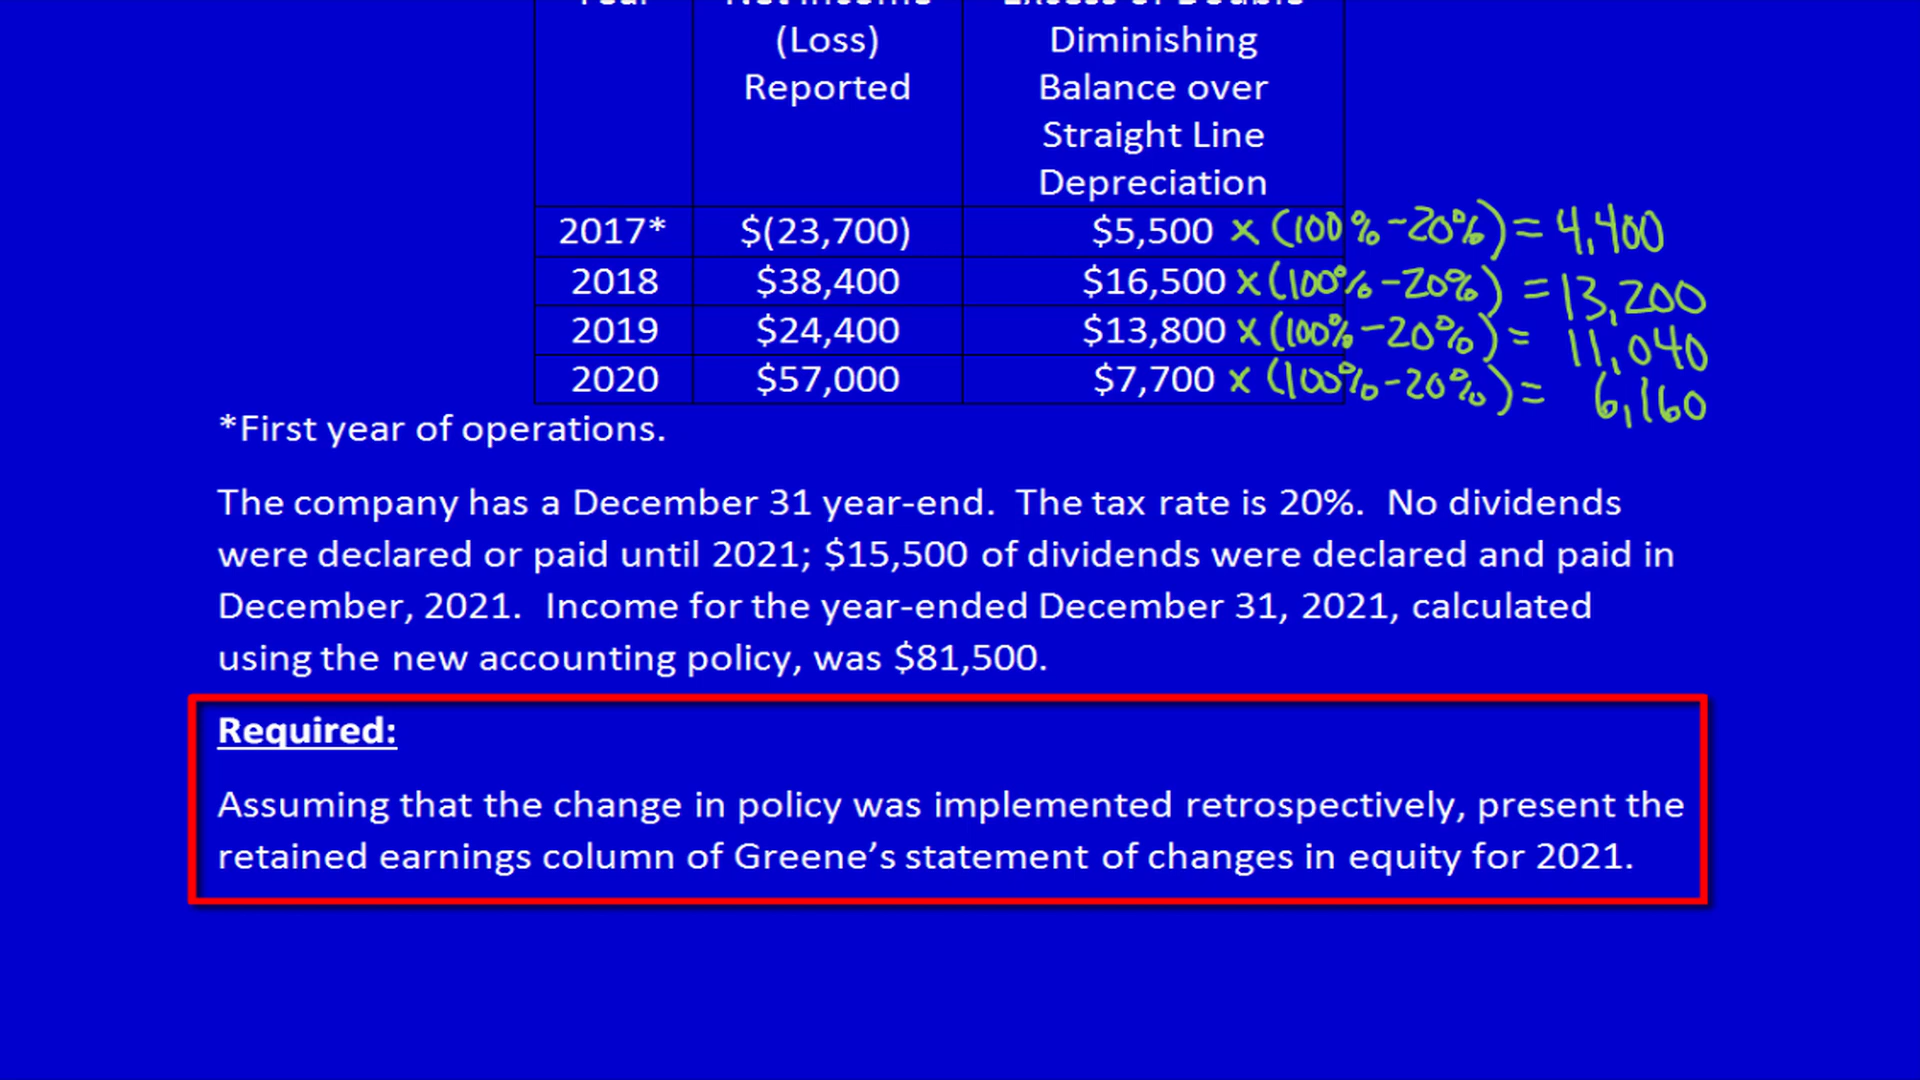 (Loss)
Reported
Diminishing
Balance over
Straight Line
Depreciation
2017* $(23,700) $5,500 x (100%-20%) = 4,400
2018 $38,400 $16,500 x (100%-20%) = 13,200
2019 $24,400 $13,800 x (100%-20%) = 11,040
2020 $57,000 $7,700 x (100%-20%) = 6,160
*First year of operations.
The company has a December 31 year-end. The tax rate is 20%. No dividends
were declared or paid until 2021; $15,500 of dividends were declared and paid in
December, 2021. Income for the year-ended December 31, 2021, calculated
using the new accounting policy, was $81,500.
Required:
Assuming that the change in policy was implemented retrospectively, present the
retained earnings column of Greene’s statement of changes in equity for 2021.